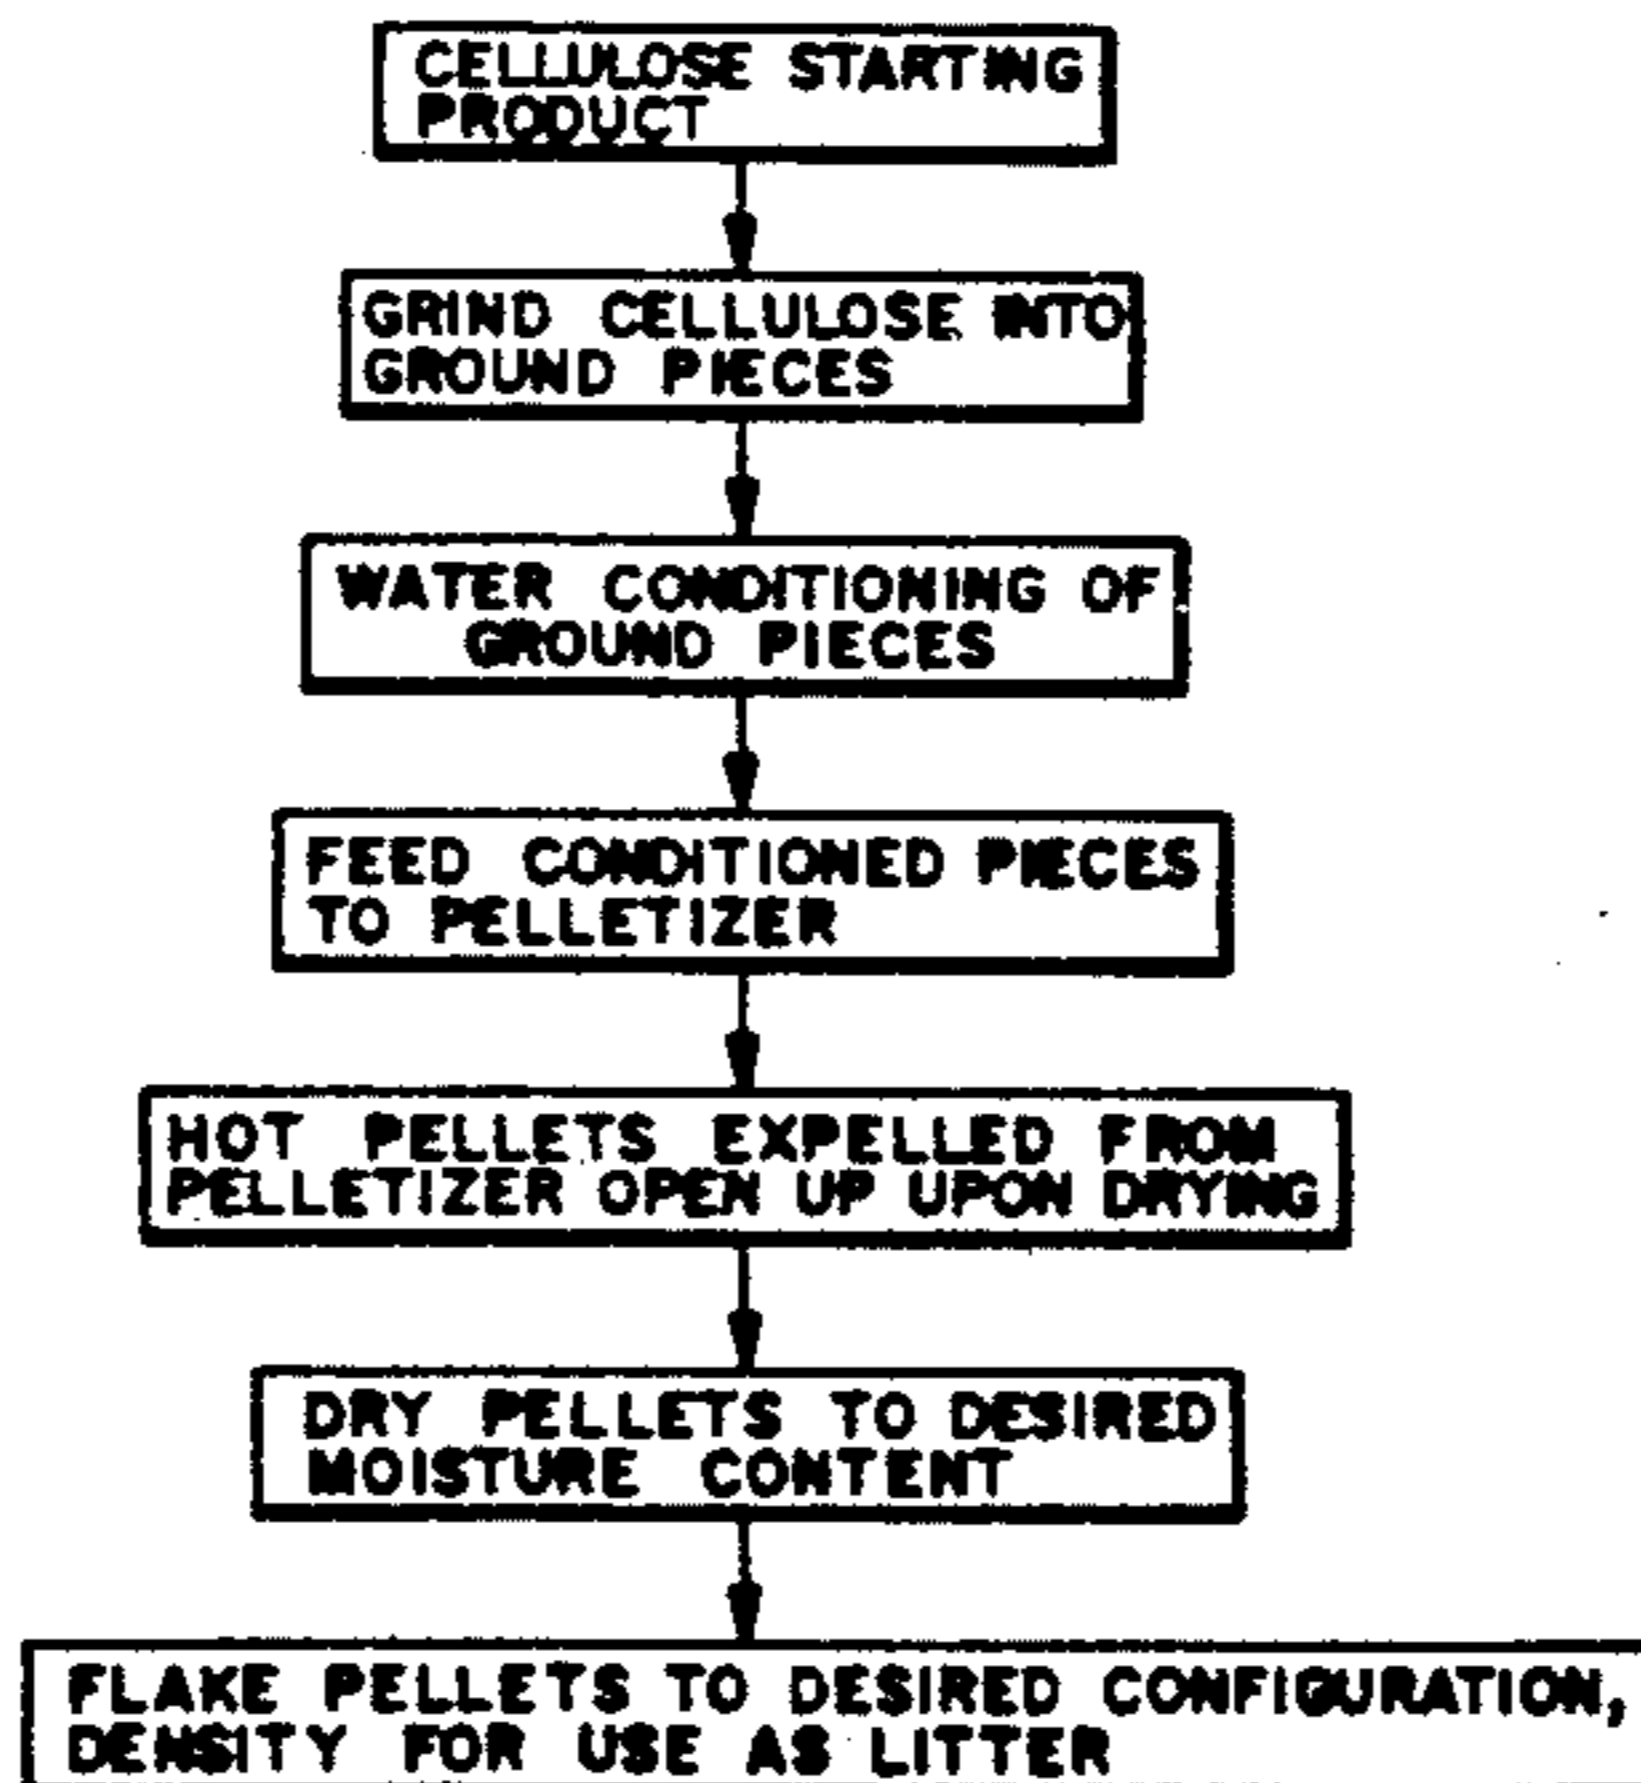 CELLULOSE STARTING
PRODUCT
GRIND CELLULOSE INTO
GROUND PIECES
WATER CONDITIONING OF
GROUND PIECES
FEED CONDITIONED PIECES
TO PELLETIZER
HOT PELLETS EXPELLED FROM
PELLETIZER OPEN UP UPON DRYING
DRY PELLETS TO DESIRED
MOISTURE CONTENT
FLAKE PELLETS TO DESIRED CONFIGURATION,
DENSITY FOR USE AS LITTER